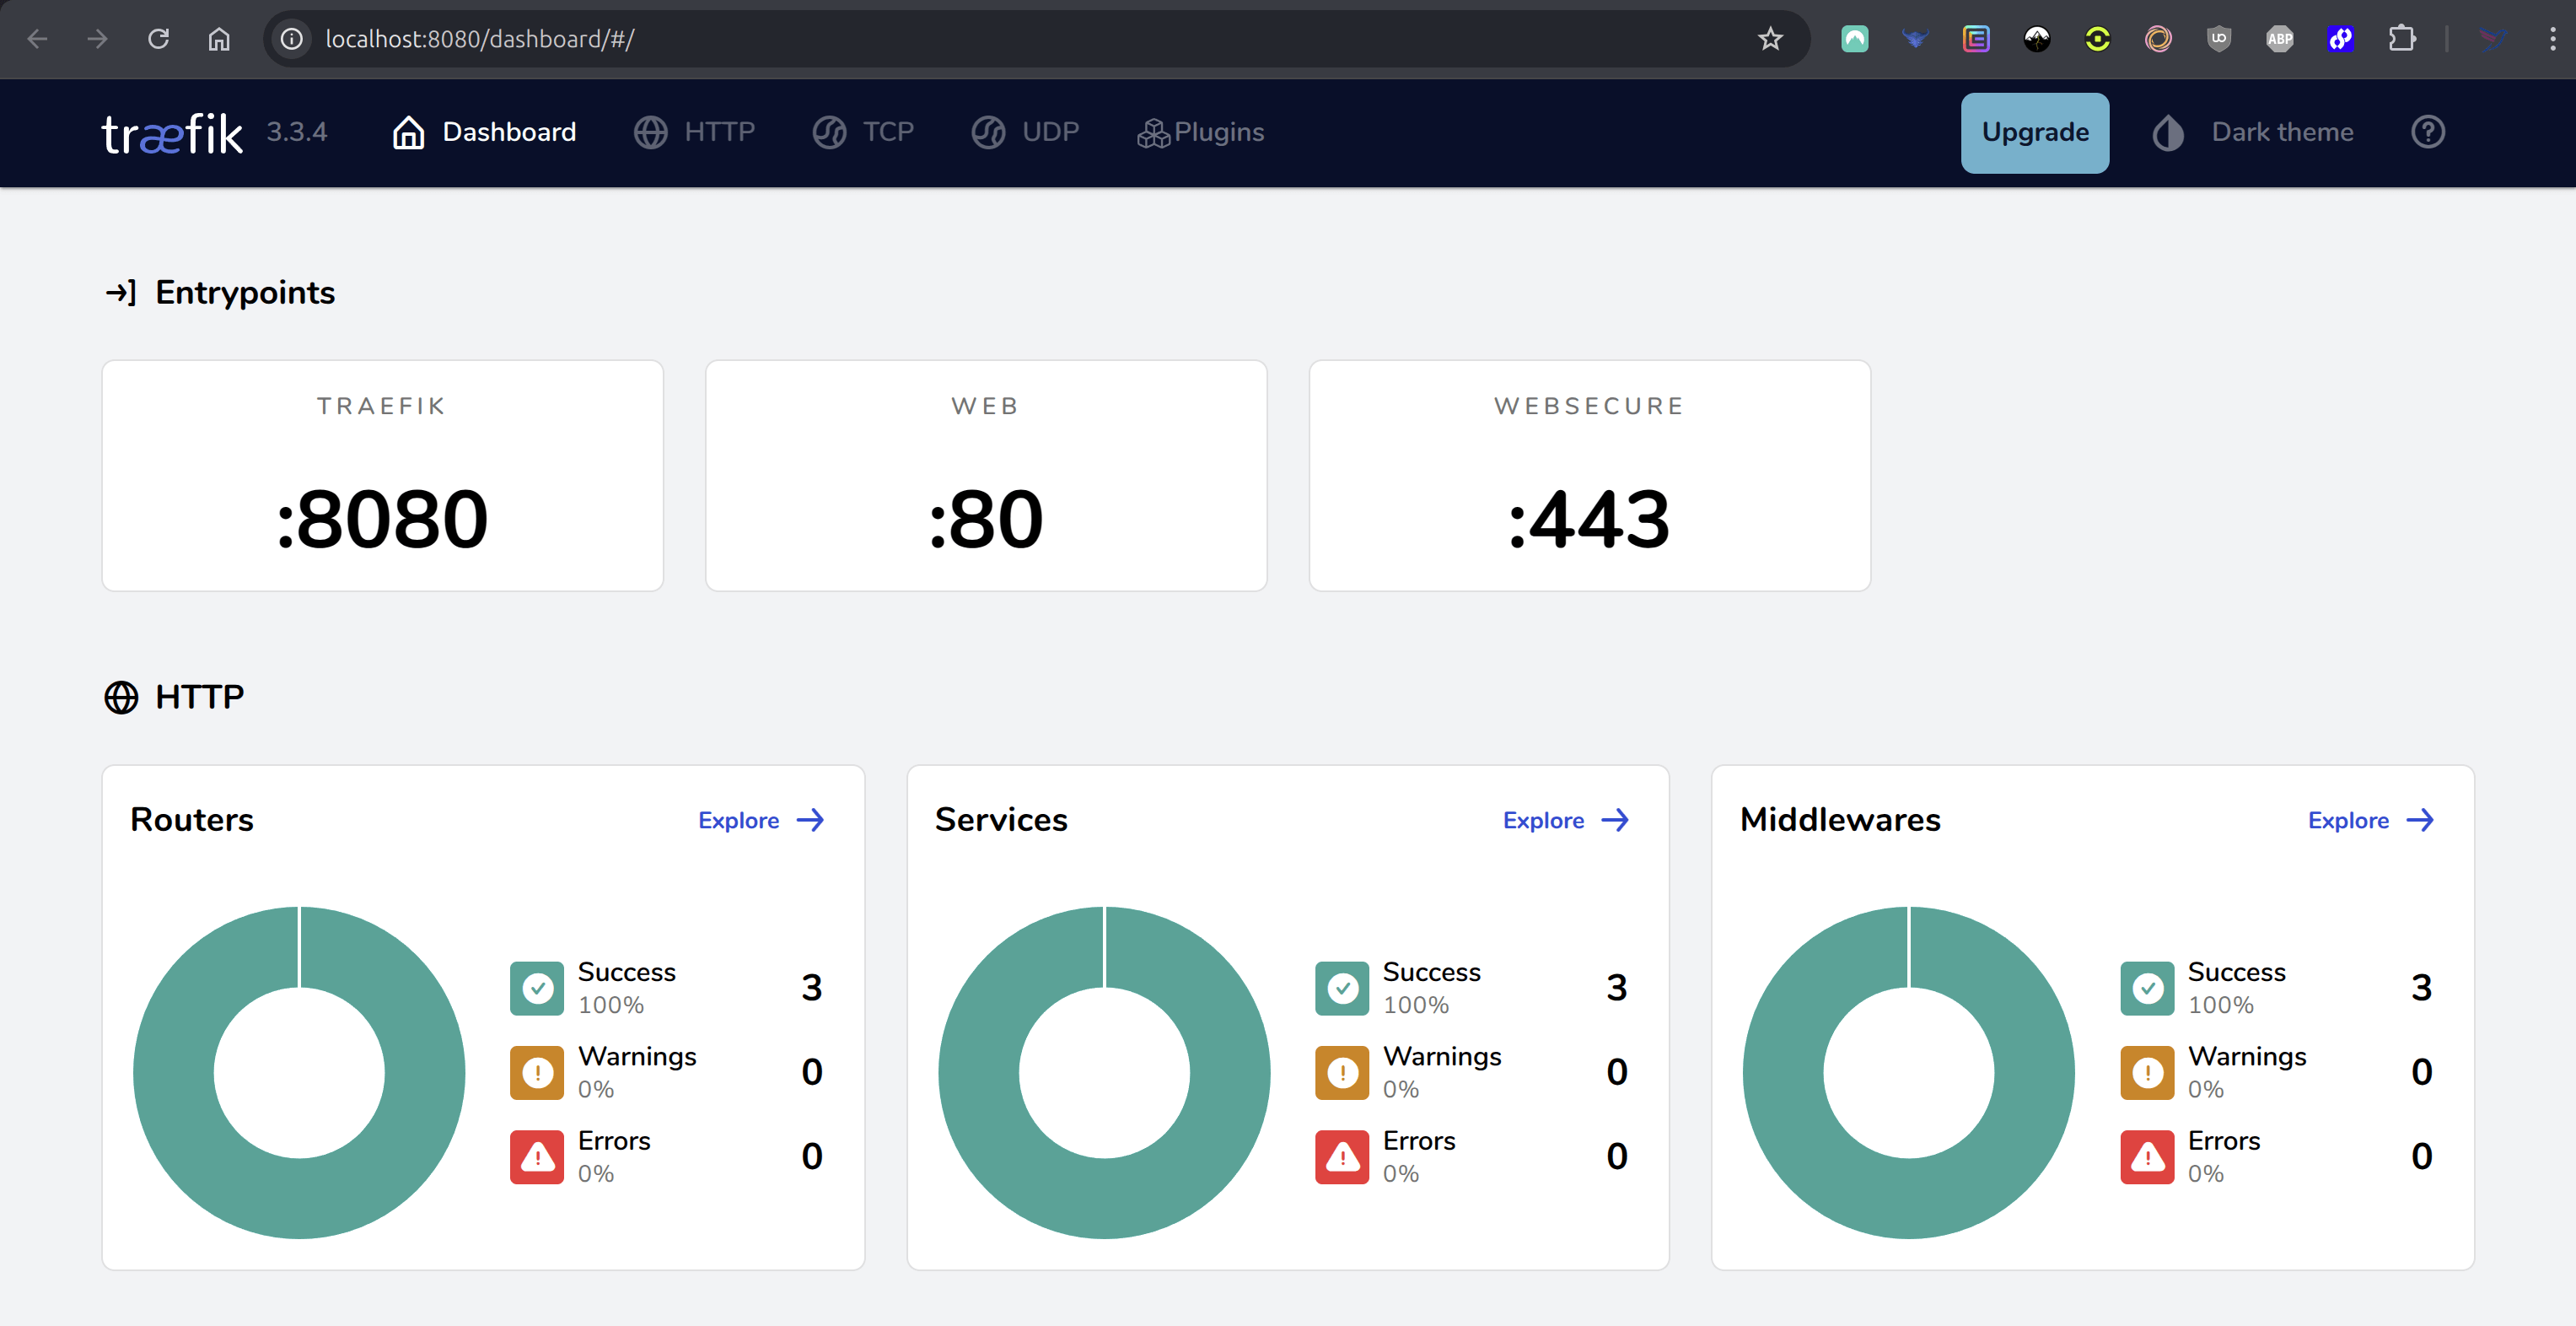 localhost:8080/dashboard/#/
ABP
træfik 3.3.4 Dashboard HTTP TCP UDP Plugins Upgrade Dark theme
Entrypoints
TRAEFIK
:8080
WEB
:80
WEBSECURE
:443
HTTP
Routers Explore
Success 3
100%
Warnings 0
0%
Errors 0
0%
Services Explore
Success 3
100%
Warnings 0
0%
Errors 0
0%
Middlewares Explore
Success 3
100%
Warnings 0
0%
Errors 0
0%